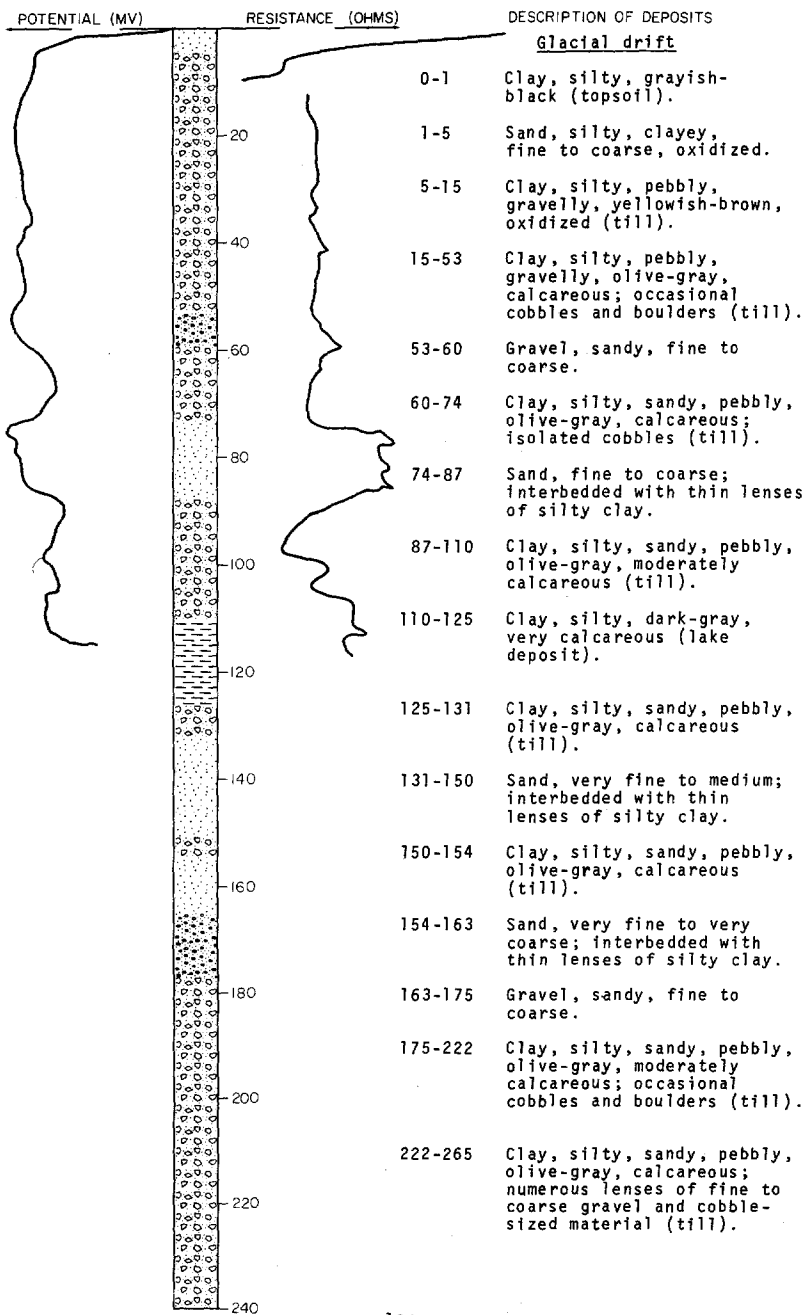 POTENTIAL (MV) RESISTANCE (OHMS) DESCRIPTION OF DEPOSITS
Glacial drift
0-1 Clay, silty, grayish-
black (topsoil).
1-5 Sand, silty, clayey,
fine to coarse, oxidized.
5-15 Clay, silty, pebbly,
gravelly, yellowish-brown,
oxidized (till).
15-53 Clay, silty, pebbly,
gravelly, olive-gray,
calcareous; occasional
cobbles and boulders (till).
53-60 Gravel, sandy, fine to
coarse.
60-74 Clay, silty, sandy, pebbly,
olive-gray, calcareous;
isolated cobbles (till).
74-87 Sand, fine to coarse;
interbedded with thin lenses
of silty clay.
87-110 Clay, silty, sandy, pebbly,
olive-gray, moderately
calcareous (till).
110-125 Clay, silty, dark-gray,
very calcareous (lake
deposit).
125-131 Clay, silty, sandy, pebbly,
olive-gray, calcareous
(till).
131-150 Sand, very fine to medium;
interbedded with thin
lenses of silty clay.
150-154 Clay, silty, sandy, pebbly,
olive-gray, calcareous
(till).
154-163 Sand, very fine to very
coarse; interbedded with
thin lenses of silty clay.
163-175 Gravel, sandy, fine to
coarse.
175-222 Clay, silty, sandy, pebbly,
olive-gray, moderately
calcareous; occasional
cobbles and boulders (till).
222-265 Clay, silty, sandy, pebbly,
olive-gray, calcareous;
numerous lenses of fine to
coarse gravel and cobble-
sized material (till).
20
40
60
80
100
120
140
160
180
200
220
240